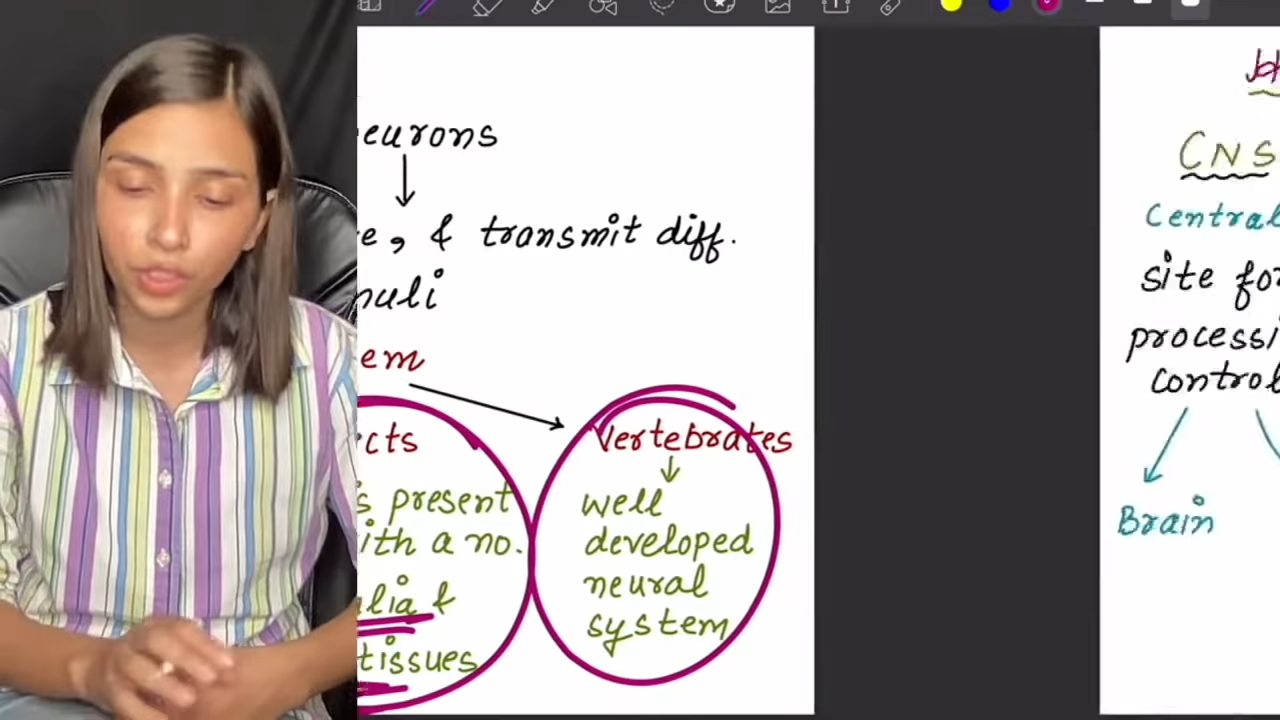 eurons
e, & transmit diff.
muli
em
cts
Vertebrates
s present
ith a no.
lia &
tissues
well
developed
neural
system
CNS
Central
site for
processi
control
Brain